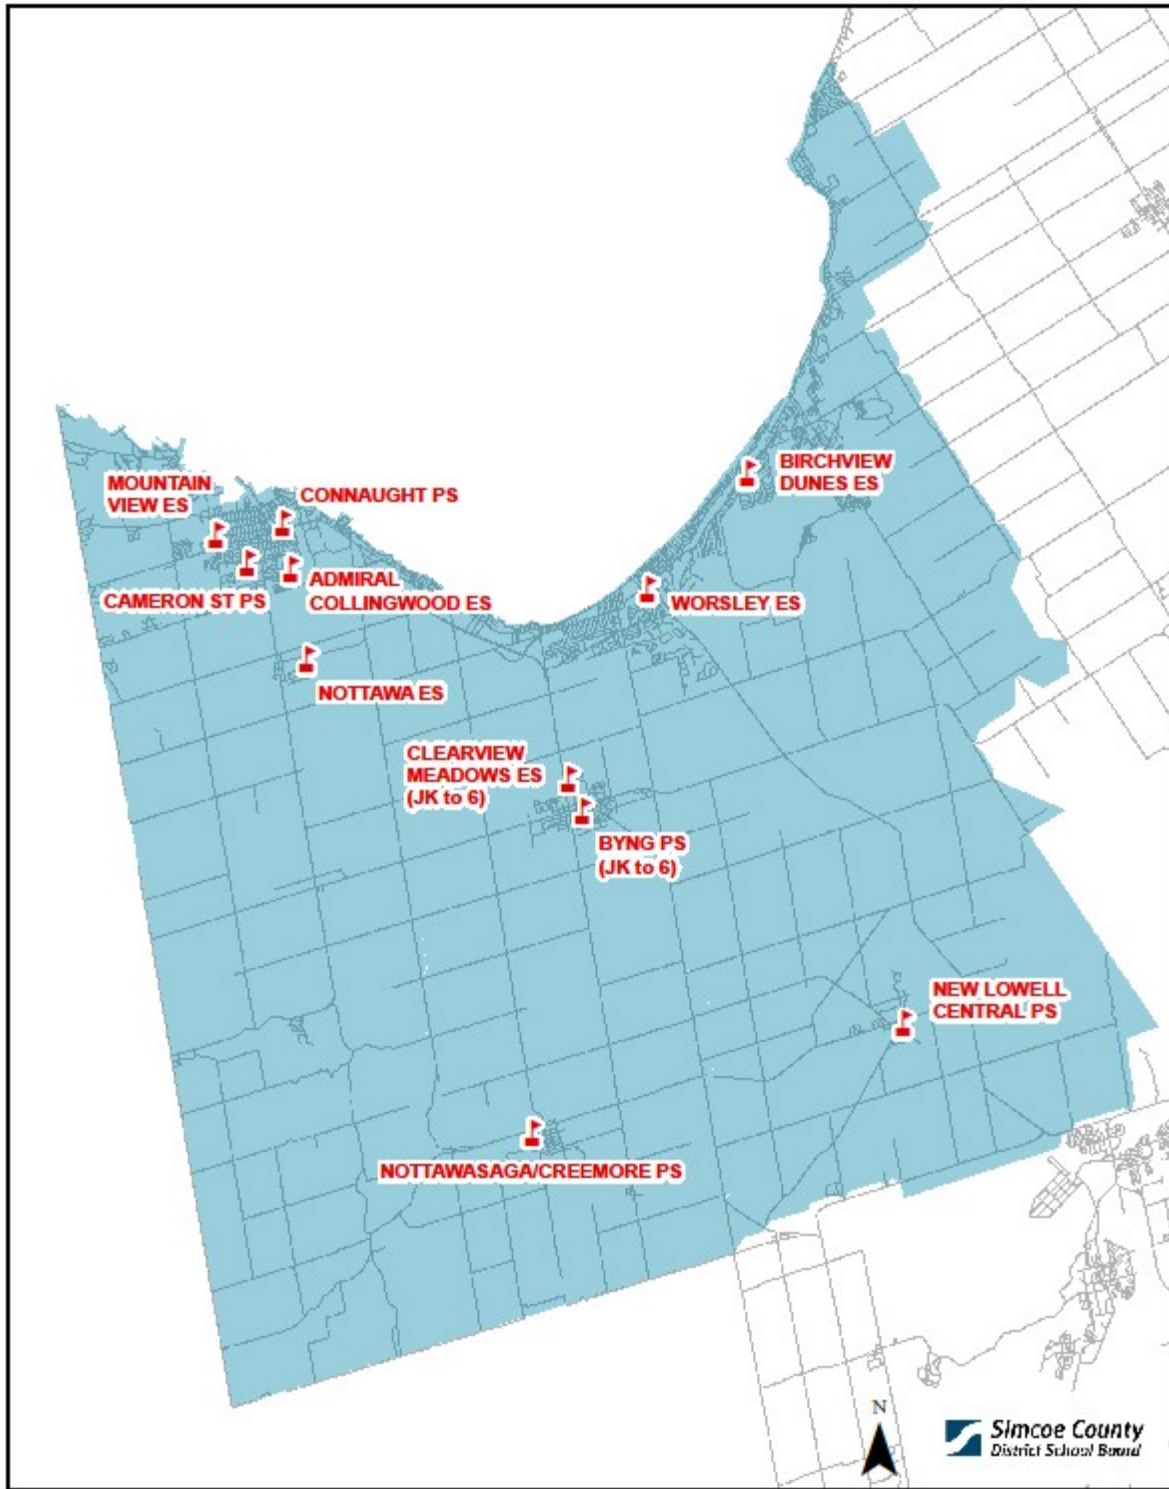 MOUNTAIN
VIEW ES
CONNAUGHT PS
BIRCHVIEW
DUNES ES
CAMERON ST PS
ADMIRAL
COLLINGWOOD ES
WORSLEY ES
NOTTAWA ES
CLEARVIEW
MEADOWS ES
(JK to 6)
BYNG PS
(JK to 6)
NEW LOWELL
CENTRAL PS
NOTTAWASAGA/CREEMORE PS
N
Simcoe County
District School Board